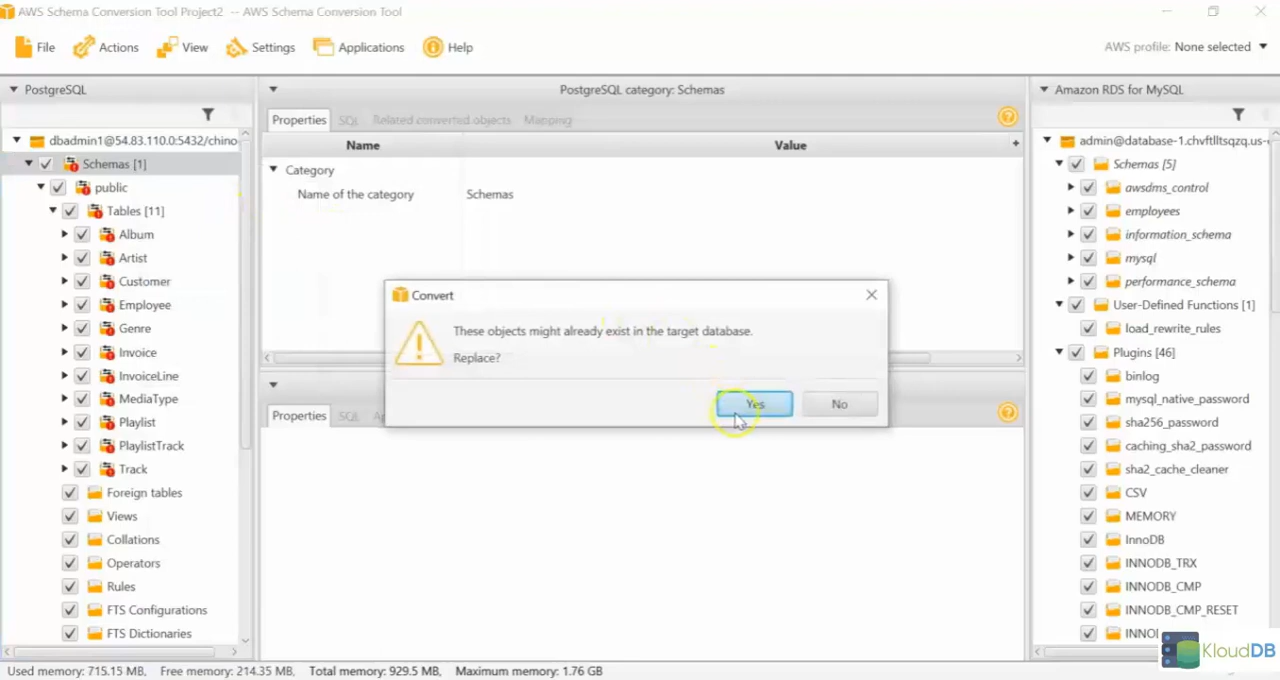 AWS Schema Conversion Tool Project2 -- AWS Schema Conversion Tool
File Actions View Settings Applications Help
AWS profile: None selected
PostgreSQL
dbadmin1@54.83.110.0:5432/chino
Schemas [1]
public
Tables [11]
Album
Artist
Customer
Employee
Genre
Invoice
InvoiceLine
MediaType
Playlist
PlaylistTrack
Track
Foreign tables
Views
Collations
Operators
Rules
FTS Configurations
FTS Dictionaries
PostgreSQL category: Schemas
Properties SQL Related converted objects Mapping
Name Value
Category
Name of the category Schemas
Convert
These objects might already exist in the target database.
Replace?
Yes No
Properties SQL
Amazon RDS for MySQL
admin@database-1.chvftlltsqzq.us-
Schemas [5]
awsdms_control
employees
information_schema
mysql
performance_schema
User-Defined Functions [1]
load_rewrite_rules
Plugins [46]
binlog
mysql_native_password
sha256_password
caching_sha2_password
sha2_cache_cleaner
CSV
MEMORY
InnoDB
INNODB_TRX
INNODB_CMP
INNODB_CMP_RESET
Used memory: 715.15 MB, Free memory: 214.35 MB, Total memory: 929.5 MB, Maximum memory: 1.76 GB
KloudDB